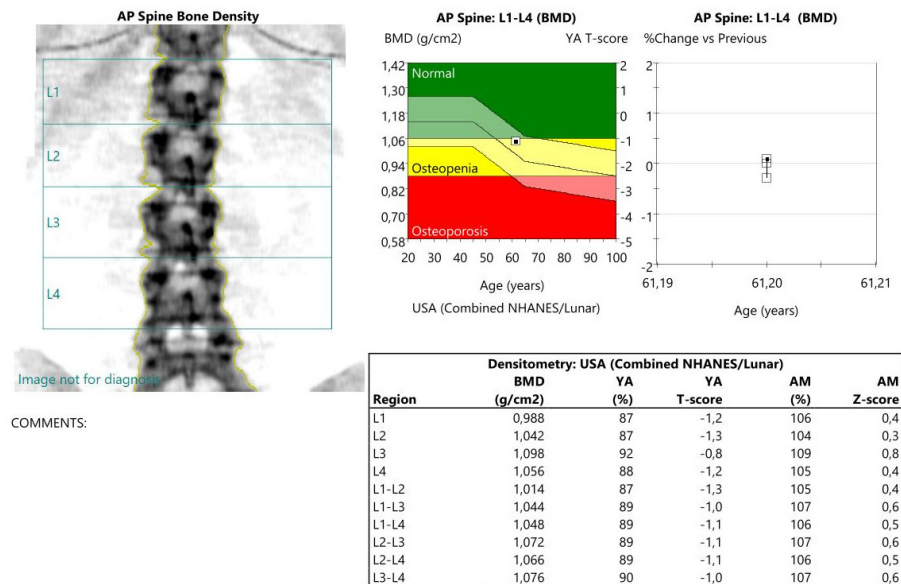 AP Spine Bone Density
L1
L2
L3
L4
Image not for diagnosis
COMMENTS:
AP Spine: L1-L4 (BMD)
BMD (g/cm2) YA T-score
1,42 2
1,30 1
1,18 0
1,06 -1
0,94 -2
0,82 -3
0,70 -4
0,58 -5
Normal
Osteopenia
Osteoporosis
20 30 40 50 60 70 80 90 100
Age (years)
USA (Combined NHANES/Lunar)
AP Spine: L1-L4 (BMD)
%Change vs Previous
2
1
0
-1
-2
61,19 61,20 61,21
Age (years)
Densitometry: USA (Combined NHANES/Lunar)
BMD YA YA AM AM
Region (g/cm2) (%) T-score (%) Z-score
L1 0,988 87 -1,2 106 0,4
L2 1,042 87 -1,3 104 0,3
L3 1,098 92 -0,8 109 0,8
L4 1,056 88 -1,2 105 0,4
L1-L2 1,014 87 -1,3 105 0,4
L1-L3 1,044 89 -1,0 107 0,6
L1-L4 1,048 89 -1,1 106 0,5
L2-L3 1,072 89 -1,1 107 0,6
L2-L4 1,066 89 -1,1 106 0,5
L3-L4 1,076 90 -1,0 107 0,6